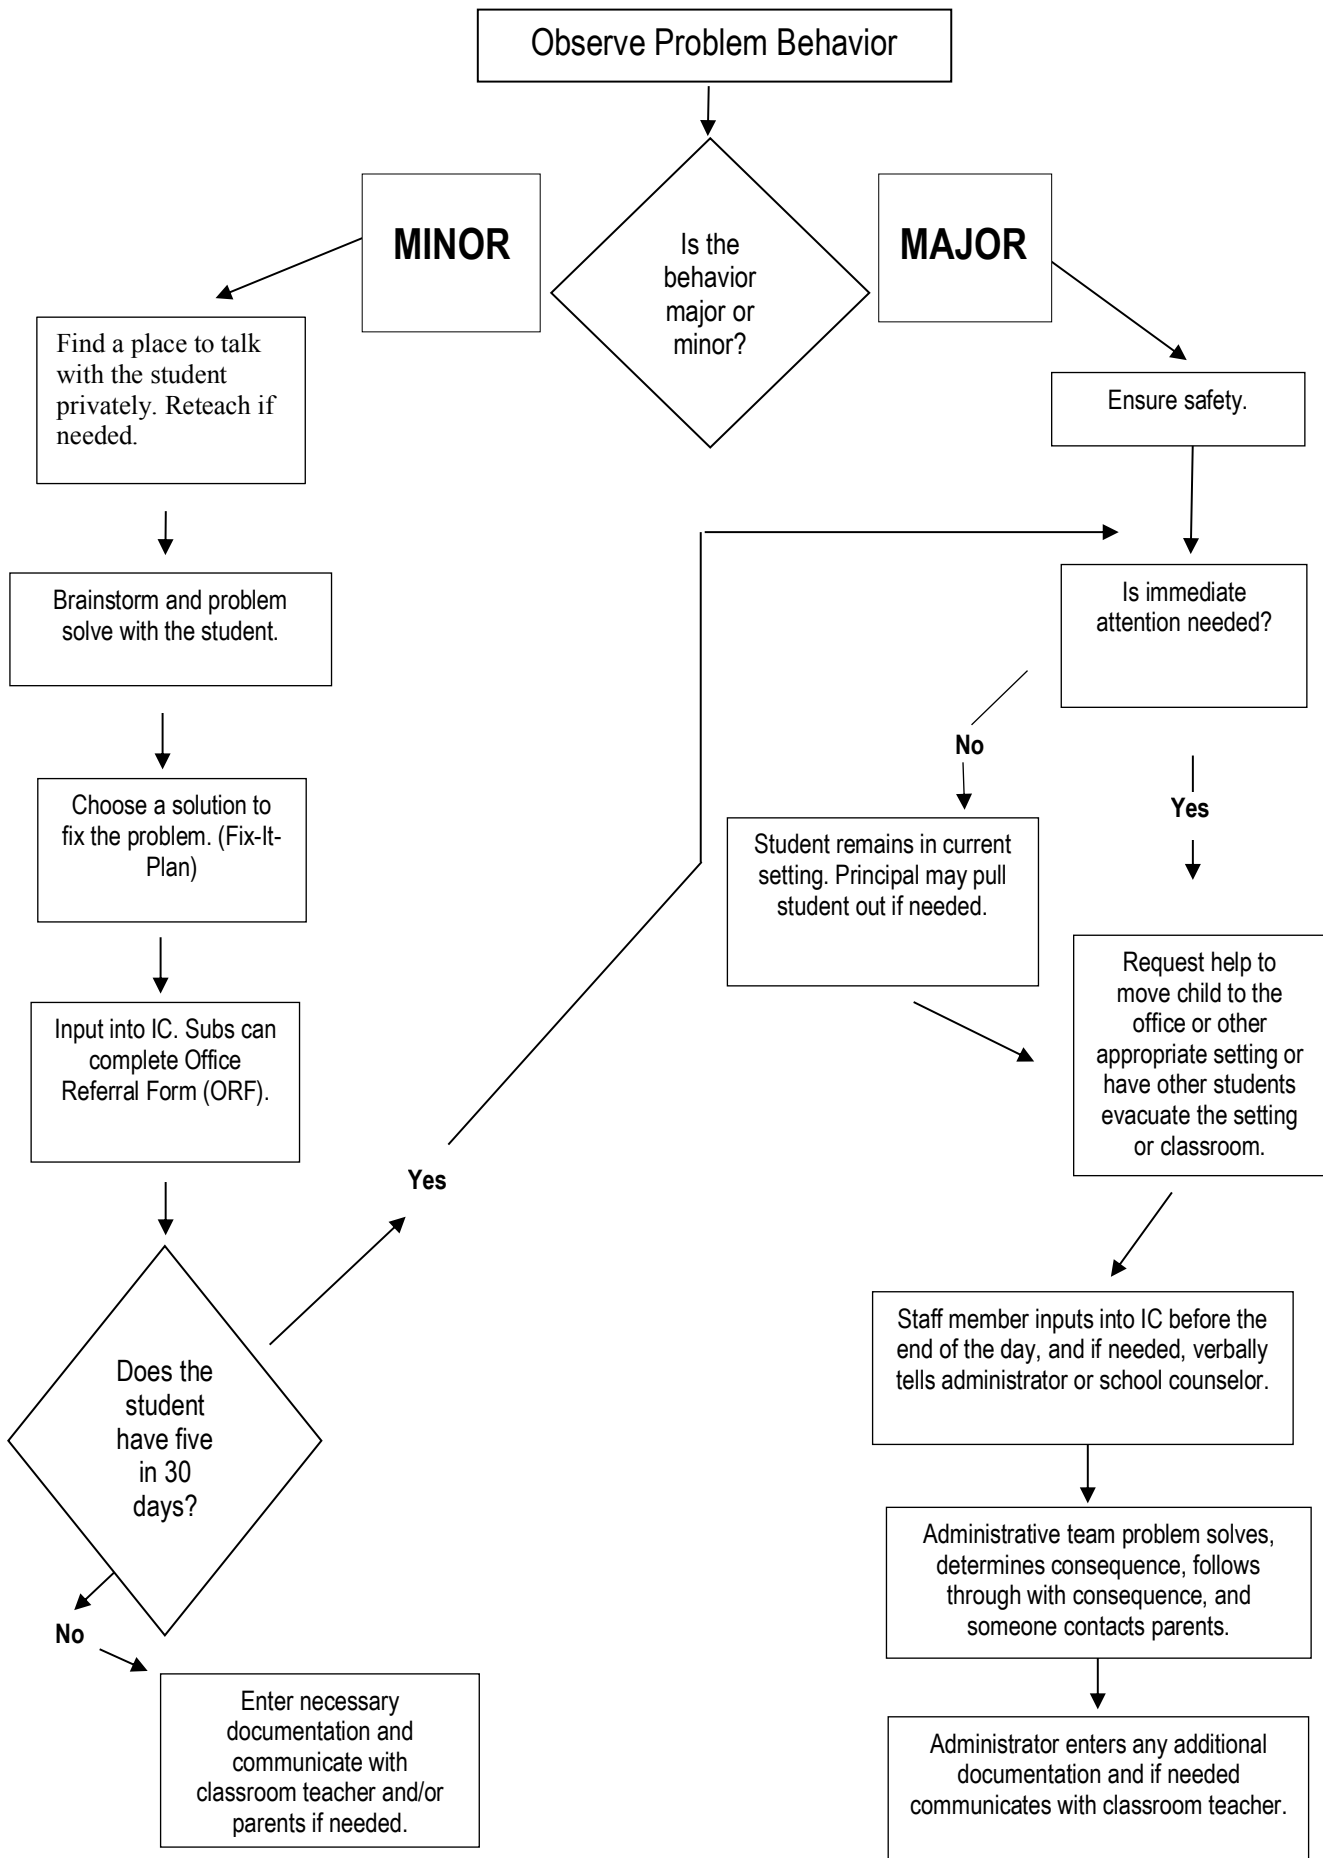 Observe Problem Behavior
MINOR
Is the
behavior
major or
minor?
MAJOR
Find a place to talk
with the student
privately. Reteach if
needed.
Ensure safety.
Brainstorm and problem
solve with the student.
Is immediate
attention needed?
No
Yes
Choose a solution to
fix the problem. (Fix-It-
Plan)
Student remains in current
setting. Principal may pull
student out if needed.
Request help to
move child to the
office or other
appropriate setting or
have other students
evacuate the setting
or classroom.
Input into IC. Subs can
complete Office
Referral Form (ORF).
Yes
Does the
student
have five
in 30
days?
Staff member inputs into IC before the
end of the day, and if needed, verbally
tells administrator or school counselor.
Administrative team problem solves,
determines consequence, follows
through with consequence, and
someone contacts parents.
No
Enter necessary
documentation and
communicate with
classroom teacher and/or
parents if needed.
Administrator enters any additional
documentation and if needed
communicates with classroom teacher.